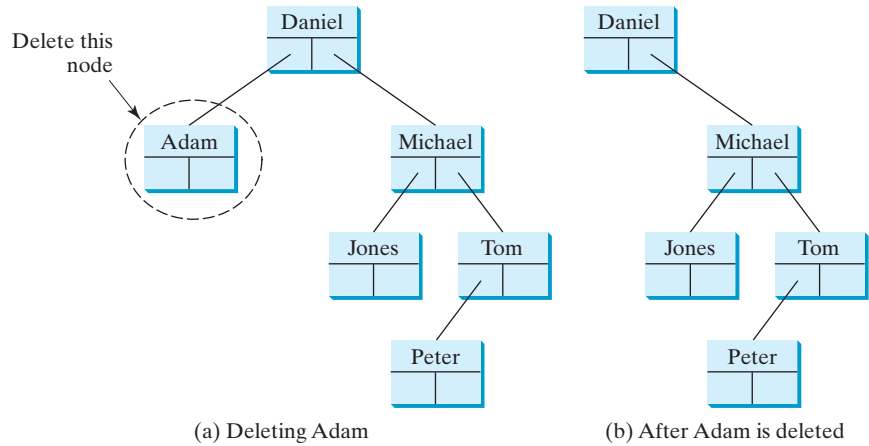 Delete this
node
Daniel
Adam
Michael
Jones
Tom
Peter
(a) Deleting Adam
Daniel
Michael
Jones
Tom
Peter
(b) After Adam is deleted